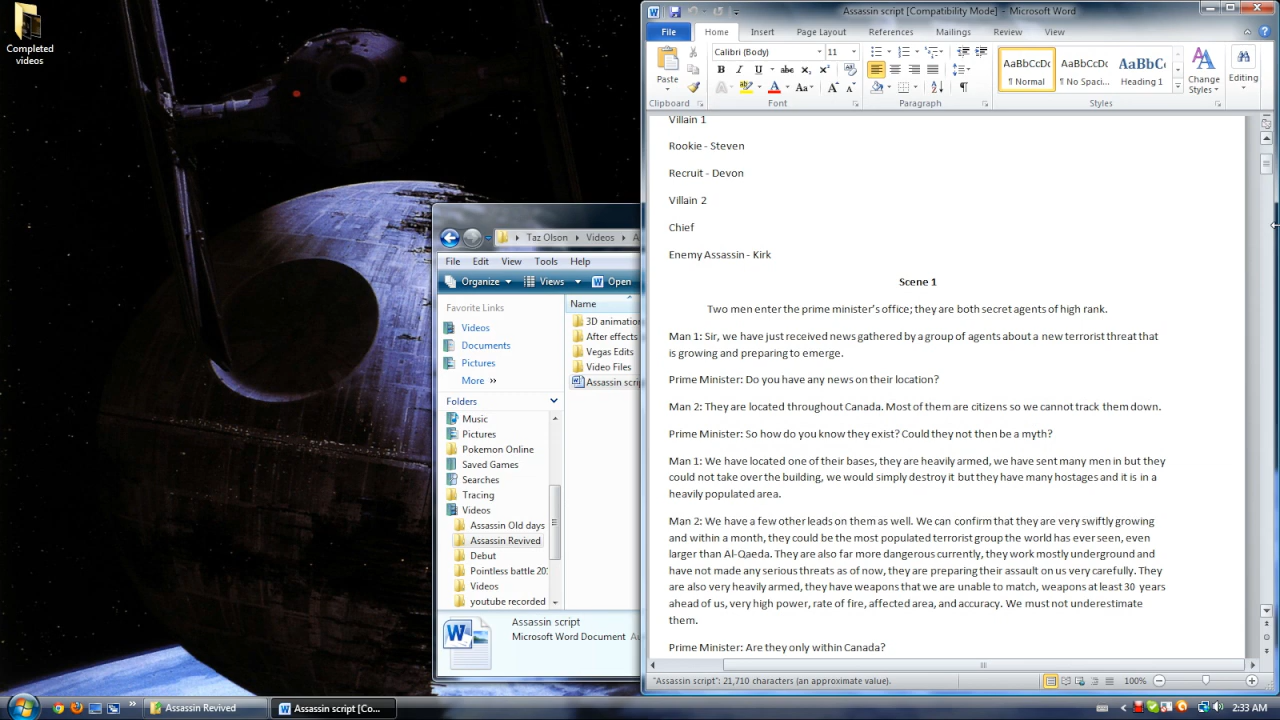 Completed
videos
Assassin script [Compatibility Mode] - Microsoft Word
File Home Insert Page Layout References Mailings Review View
Calibri (Body) 11
Paste
AaBbCcDc AaBbCcDc AaBbC
¶ Normal ¶ No Spaci... Heading 1
Change
Styles
Editing
Clipboard Font Paragraph Styles
Villain 1
Rookie - Steven
Recruit - Devon
Villain 2
Chief
Enemy Assassin - Kirk
Scene 1
Two men enter the prime minister's office; they are both secret agents of high rank.
Man 1: Sir, we have just received news gathered by a group of agents about a new terrorist threat that
is growing and preparing to emerge.
Prime Minister: Do you have any news on their location?
Man 2: They are located throughout Canada. Most of them are citizens so we cannot track them down.
Prime Minister: So how do you know they exist? Could they not then be a myth?
Man 1: We have located one of their bases, they are heavily armed, we have sent many men in but they
could not take over the building, we would simply destroy it but they have many hostages and it is in a
heavily populated area.
Man 2: We have a few other leads on them as well. We can confirm that they are very swiftly growing
and within a month, they could be the most populated terrorist group the world has ever seen, even
larger than Al-Qaeda. They are also far more dangerous currently, they work mostly underground and
have not made any serious threats as of now, they are preparing their assault on us very carefully. They
are also very heavily armed, they have weapons that we are unable to match, weapons at least 30 years
ahead of us, very high power, rate of fire, affected area, and accuracy. We must not underestimate
them.
Prime Minister: Are they only within Canada?
"Assassin script": 21,710 characters (an approximate value).
100%
Taz Olson Videos A
File Edit View Tools Help
Organize Views Open
Favorite Links
Videos
Documents
Pictures
More
Folders
Music
Pictures
Pokemon Online
Saved Games
Searches
Tracing
Videos
Assassin Old days
Assassin Revived
Debut
Pointless battle 20
Videos
youtube recorded
Name
3D animation
After effects
Vegas Edits
Video Files
Assassin scrip
Assassin script
Microsoft Word Document
Assassin Revived
Assassin script [Co...
2:33 AM